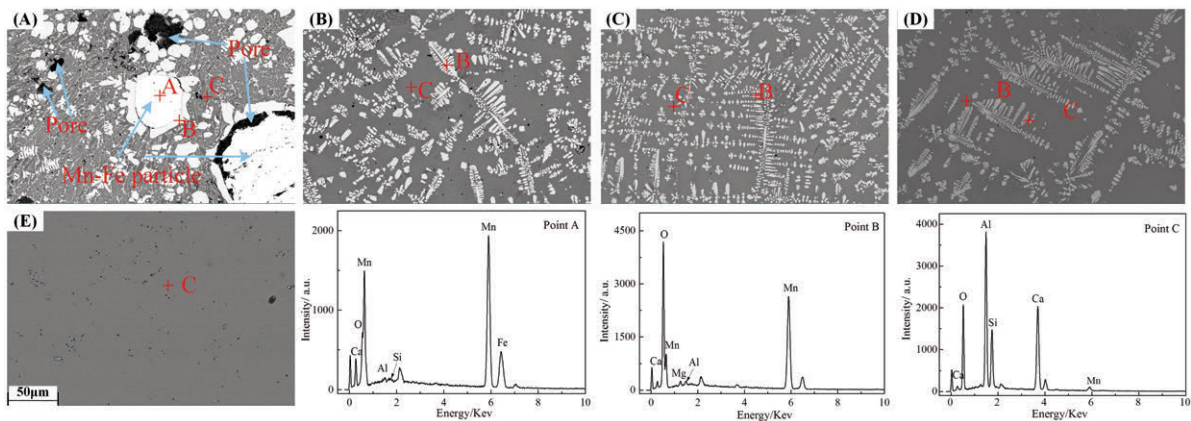 (A)
Pore
A
C
Pore
B
Mn-Fe particle
(B)
B
C
(C)
C
B
(D)
B
C
(E)
C
50μm
Point A
Mn
2000
Mn
1000
O
Ca
Fe
Si
Al
0
0 2 4 6 8 10
Intensity/ a.u.
Energy/Kev
Point B
O
4500
3000
Mn
1500
Mn
Ca
Al
Mg
0
0 2 4 6 8 10
Intensity/ a.u.
Energy/Kev
Point C
4000
Al
3000
O
2000
Ca
Si
1000
Ca
Mn
0
0 2 4 6 8 10
Intensity/ a.u.
Energy/Kev